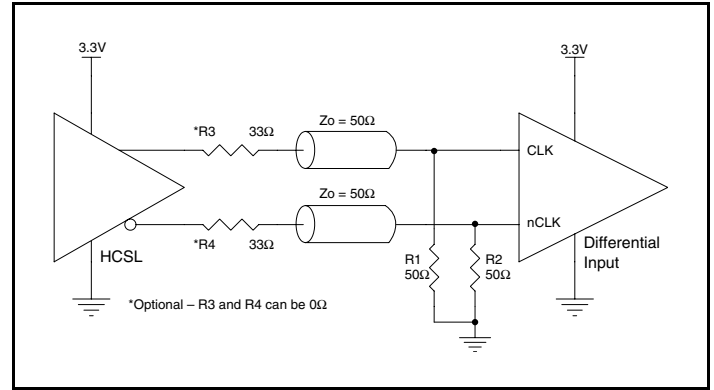 3.3V
3.3V
*R3 33Ω
Zo = 50Ω
CLK
Zo = 50Ω
nCLK
*R4 33Ω
HCSL
R1
50Ω
R2
50Ω
Differential
Input
*Optional – R3 and R4 can be 0Ω